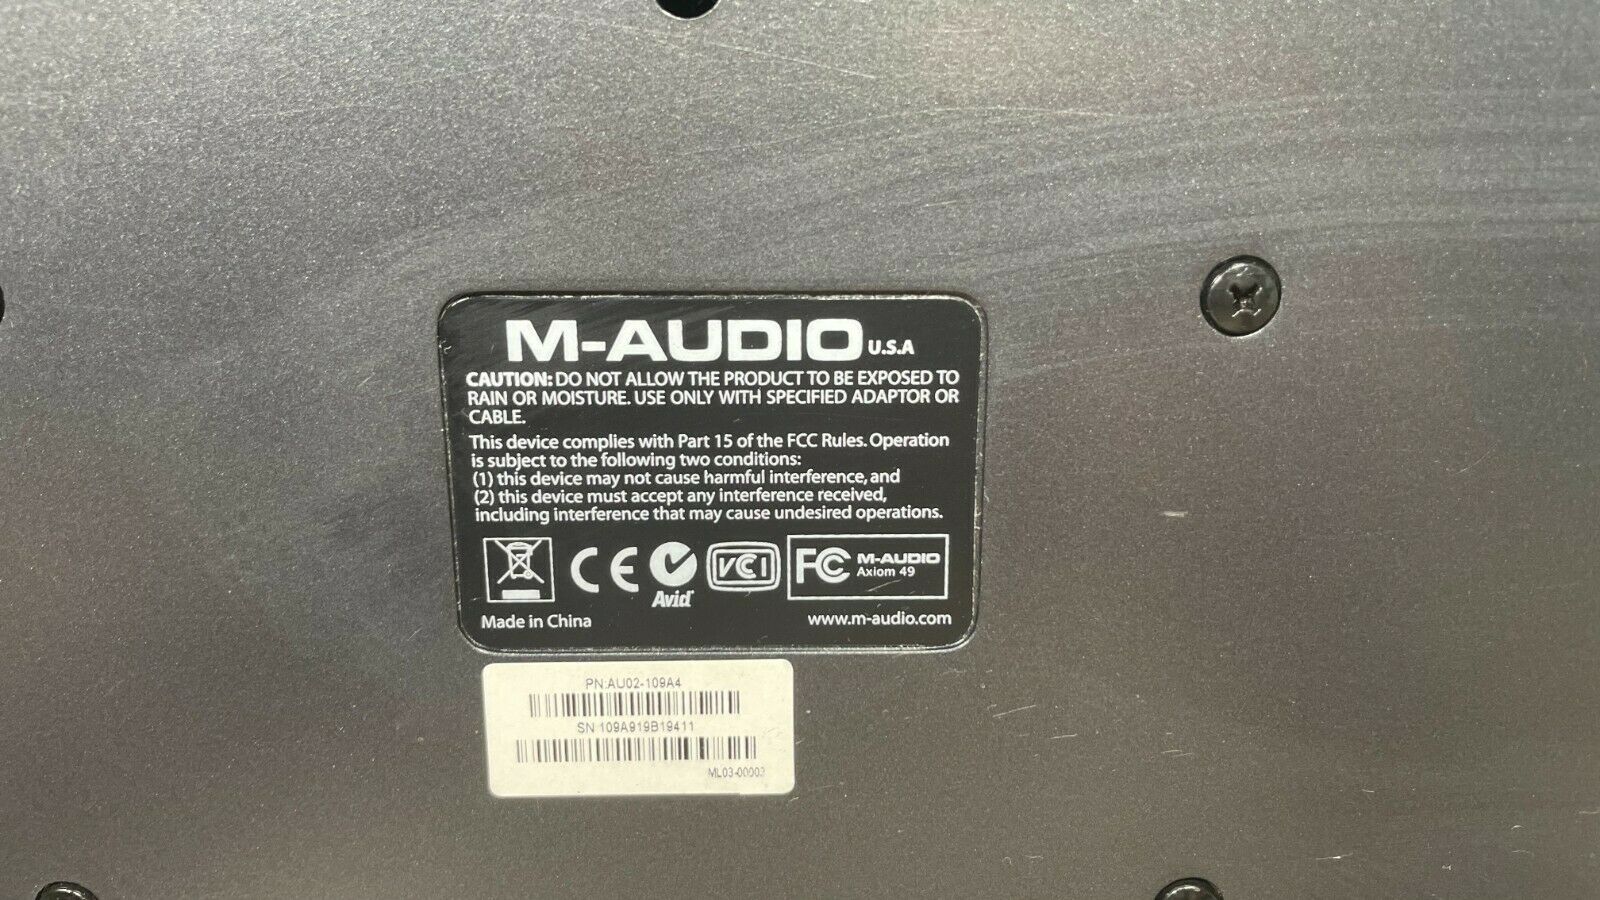 M-AUDIO U.S.A
CAUTION: DO NOT ALLOW THE PRODUCT TO BE EXPOSED TO
RAIN OR MOISTURE. USE ONLY WITH SPECIFIED ADAPTOR OR
CABLE.
This device complies with Part 15 of the FCC Rules. Operation
is subject to the following two conditions:
(1) this device may not cause harmful interference, and
(2) this device must accept any interference received,
including interference that may cause undesired operations.
CE VCI FC M-AUDIO
Axiom 49
Avid
Made in China www.m-audio.com
PN:AU02-109A4
SN:109A919B19411
ML03-00002